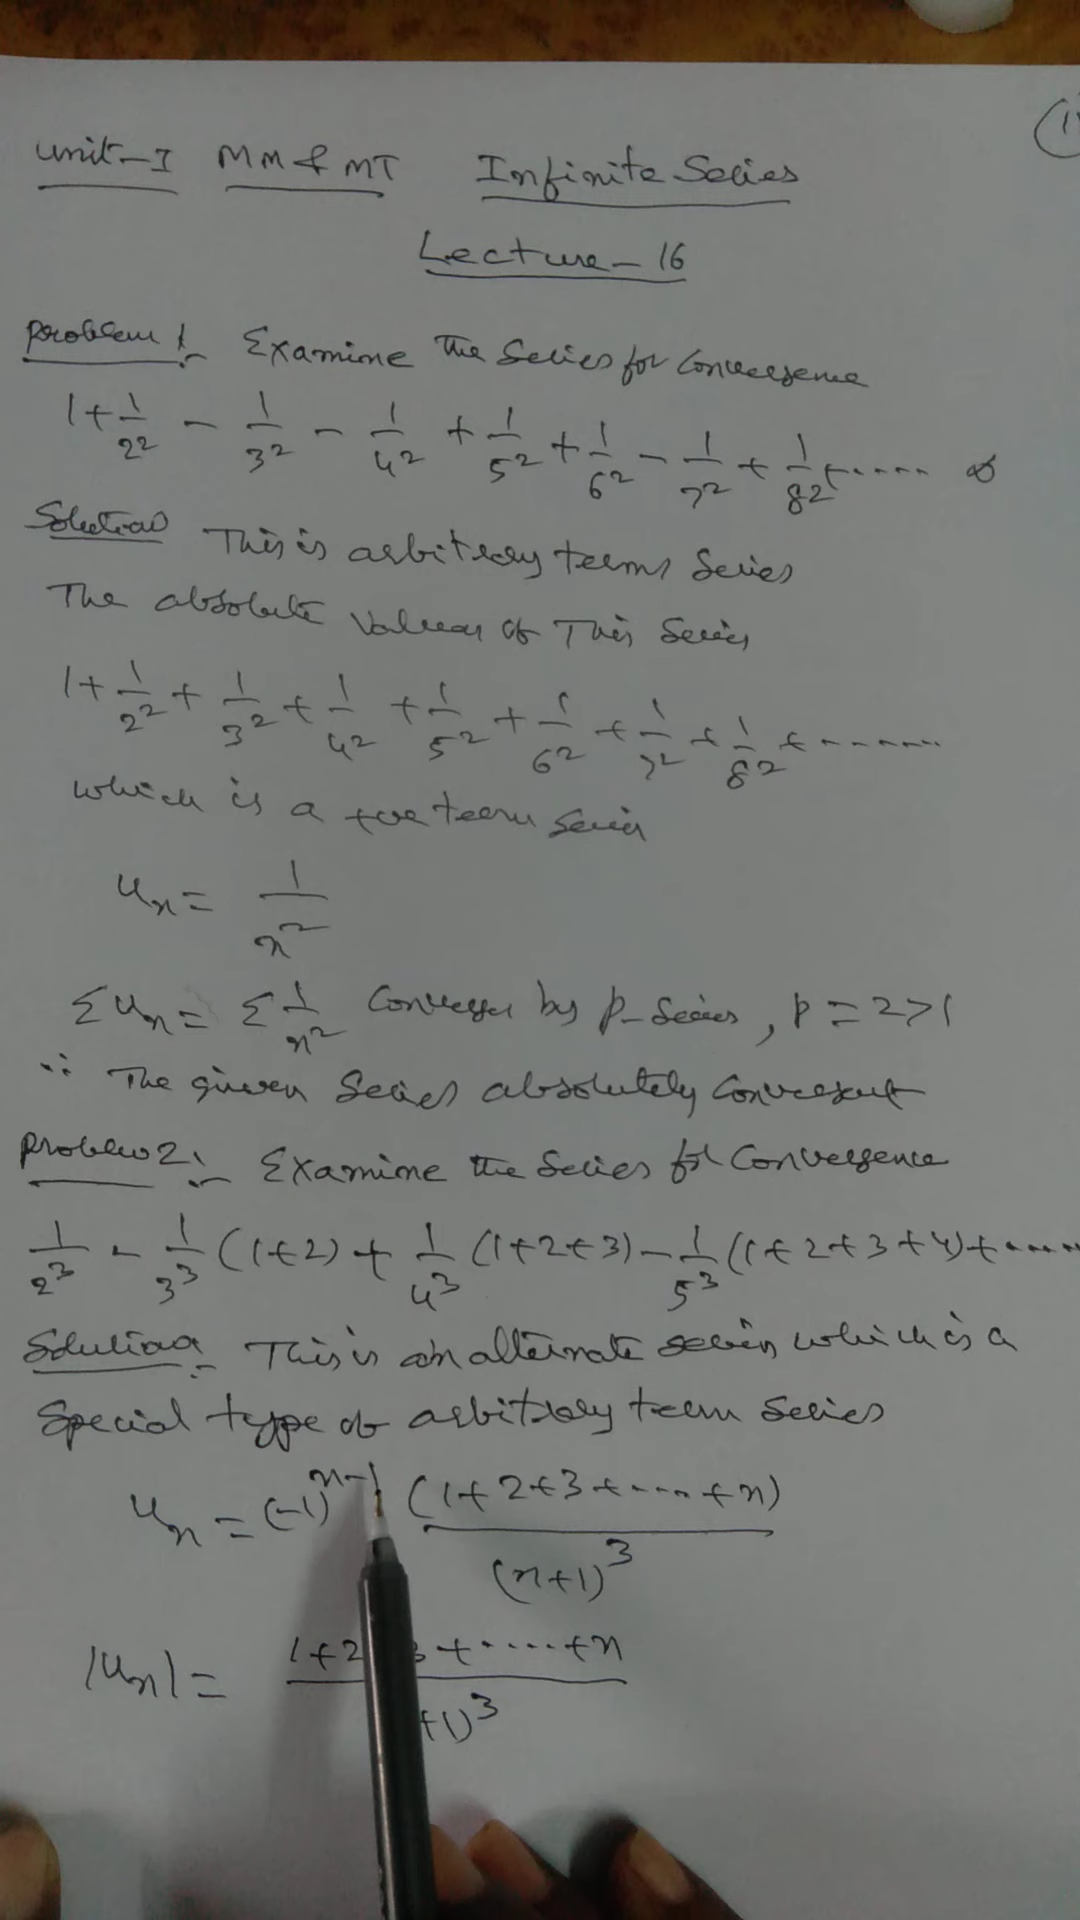 Unit-I MM & MT Infinite Series
Lecture-16
Problem 1:- Examine the Series for Convergence
1 + 1/2² - 1/3² - 1/4² + 1/5² + 1/6² - 1/7² + 1/8² + ..... ∞
Solution This is arbitrary terms Series
The absolute Values of This Series
1 + 1/2² + 1/3² + 1/4² + 1/5² + 1/6² + 1/7² + 1/8² + ......
which is a +ve term Series
uₙ = 1/n²
Σuₙ = Σ 1/n² Converges by p-Series, p = 2 > 1
∴ The given Series absolutely Convergent
Problem 2:- Examine the Series for Convergence
1/2³ - 1/3³ (1+2) + 1/4³ (1+2+3) - 1/5³ (1+2+3+4) + .....
Solution:- This is an alternate series which is a
Special type of arbitrary term Series
uₙ = (-1)ⁿ⁻¹ (1+2+3+....+n)/(n+1)³
|uₙ| = 1+2 3+.....+n / +1)³